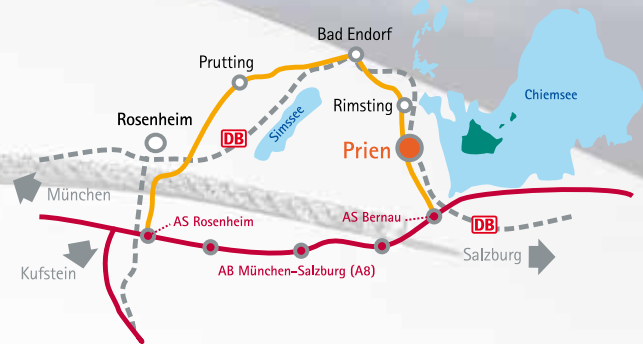 Bad Endorf
Prutting
Chiemsee
Rimsting
Rosenheim
Simssee
DB
Prien
München
AS Rosenheim
AS Bernau
DB
Salzburg
Kufstein
AB München-Salzburg (A8)